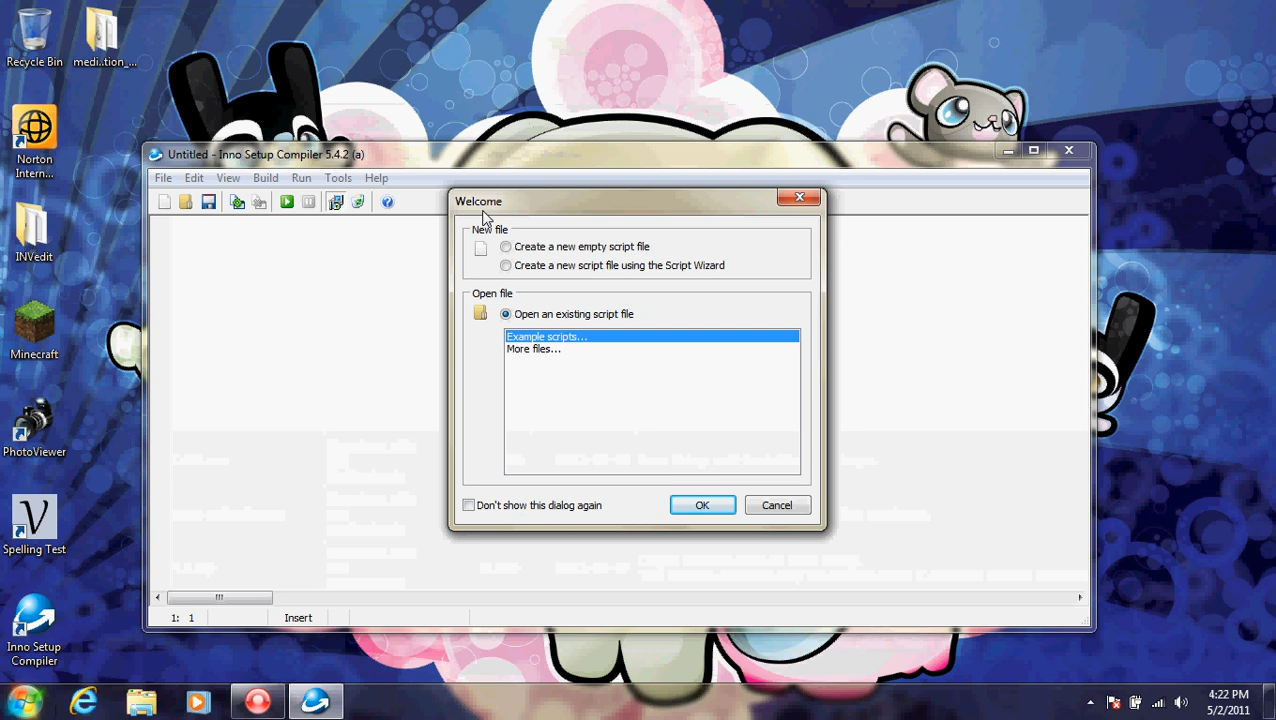 Recycle Bin
medi..tion_...
Norton
Intern...
INVedit
Minecraft
PhotoViewer
V
Spelling Test
Inno Setup
Compiler
Untitled - Inno Setup Compiler 5.4.2 (a)
File Edit View Build Run Tools Help
Welcome
New file
Create a new empty script file
Create a new script file using the Script Wizard
Open file
Open an existing script file
Example scripts...
More files...
Don't show this dialog again
OK
Cancel
1: 1
Insert
4:22 PM
5/2/2011